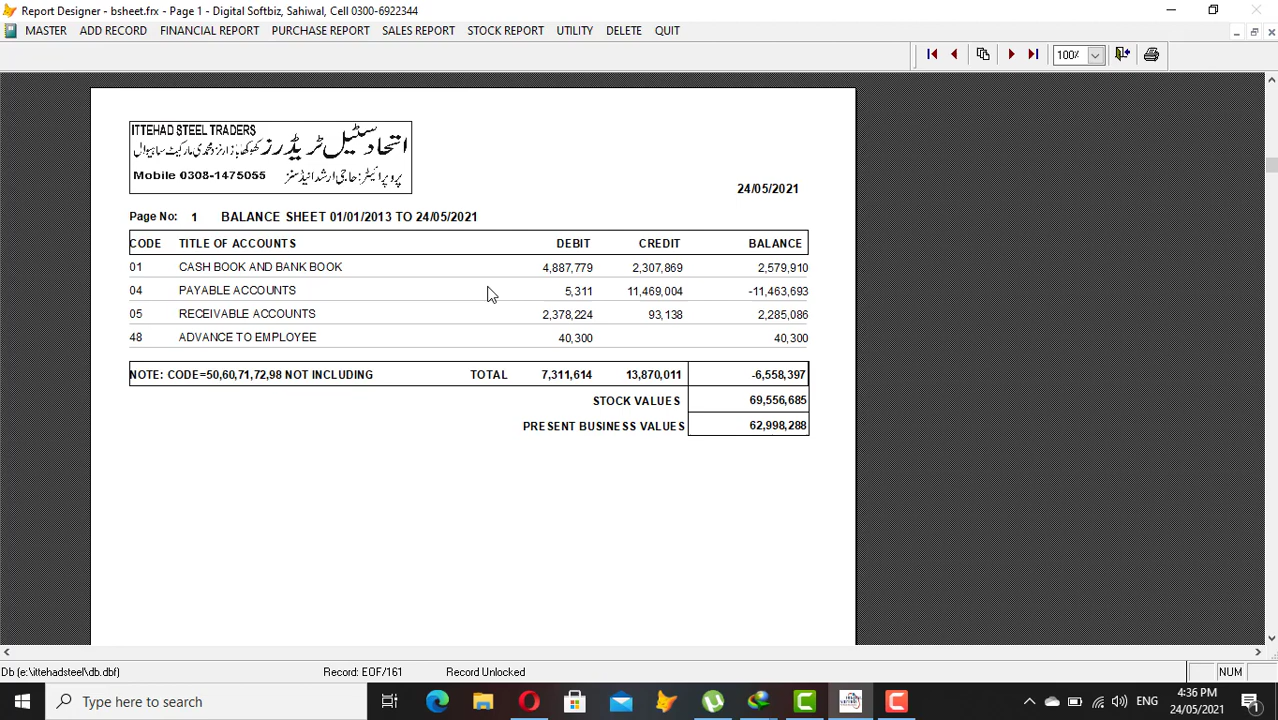 Report Designer - bsheet.frx - Page 1 - Digital Softbiz, Sahiwal, Cell 0300-6922344
MASTER ADD RECORD FINANCIAL REPORT PURCHASE REPORT SALES REPORT STOCK REPORT UTILITY DELETE QUIT
100%
ITTEHAD STEEL TRADERS
اتحاد سٹیل ٹریڈرز
Mobile 0308-1475055 پروپرائیٹر: حاجی ارشد اینڈ سنز
24/05/2021
Page No: 1 BALANCE SHEET 01/01/2013 TO 24/05/2021
CODE TITLE OF ACCOUNTS DEBIT CREDIT BALANCE
01 CASH BOOK AND BANK BOOK 4,887,779 2,307,869 2,579,910
04 PAYABLE ACCOUNTS 5,311 11,469,004 -11,463,693
05 RECEIVABLE ACCOUNTS 2,378,224 93,138 2,285,086
48 ADVANCE TO EMPLOYEE 40,300 40,300
NOTE: CODE=50,60,71,72,98 NOT INCLUDING TOTAL 7,311,614 13,870,011 -6,558,397
STOCK VALUES 69,556,685
PRESENT BUSINESS VALUES 62,998,288
Db (e:\ittehadsteel\db.dbf) Record: EOF/161 Record Unlocked NUM
Type here to search
ENG
4:36 PM
24/05/2021
1